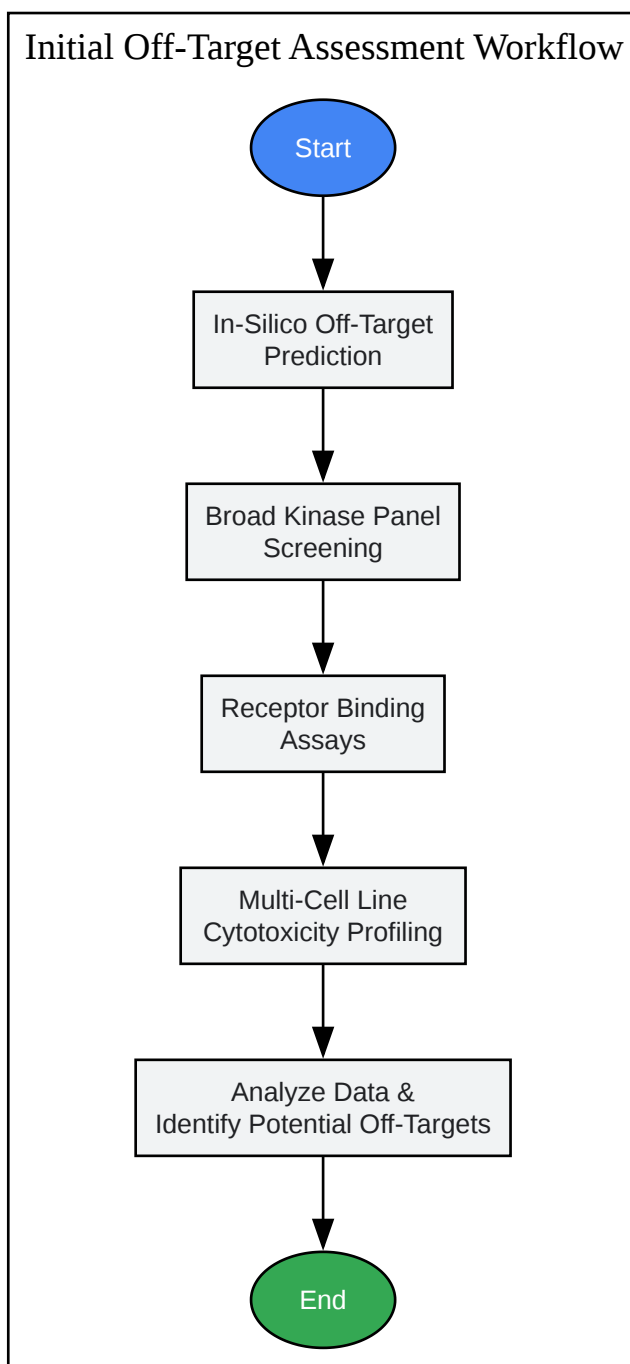 Initial Off-Target Assessment Workflow
Start
In-Silico Off-Target
Prediction
Broad Kinase Panel
Screening
Receptor Binding
Assays
Multi-Cell Line
Cytotoxicity Profiling
Analyze Data &
Identify Potential Off-Targets
End